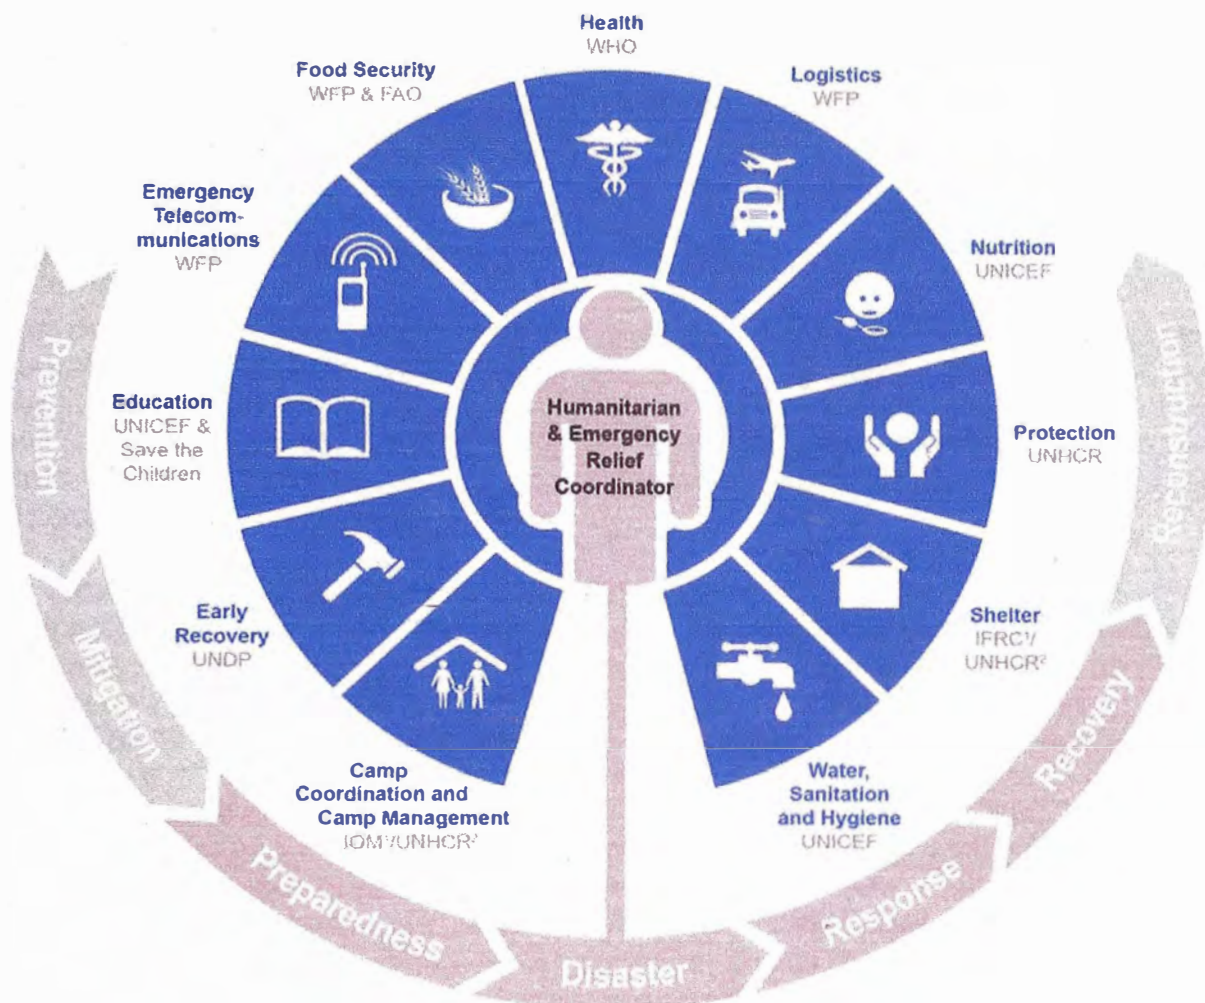 Health
WHO
Food Security
WFP & FAO
Logistics
WFP
Emergency
Telecom-
munications
WFP
Nutrition
UNICEF
Education
UNICEF &
Save the
Children
Humanitarian
& Emergency
Relief
Coordinator
Protection
UNHCR
Early
Recovery
UNDP
Shelter
IFRC¹/
UNHCR²
Camp
Coordination and
Camp Management
IOM¹/UNHCR²
Water,
Sanitation
and Hygiene
UNICEF
Prevention
Mitigation
Preparedness
Disaster
Response
Recovery
Reconstruction